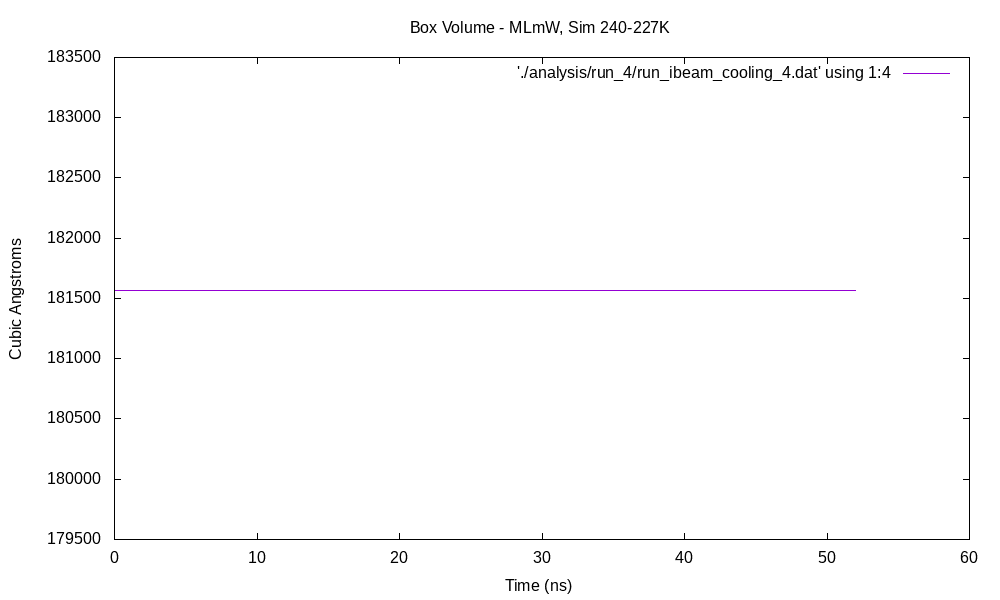 Box Volume - MLmW, Sim 240-227K
'./analysis/run_4/run_ibeam_cooling_4.dat' using 1:4
183500
183000
182500
182000
181500
181000
180500
180000
179500
Cubic Angstroms
0 10 20 30 40 50 60
Time (ns)